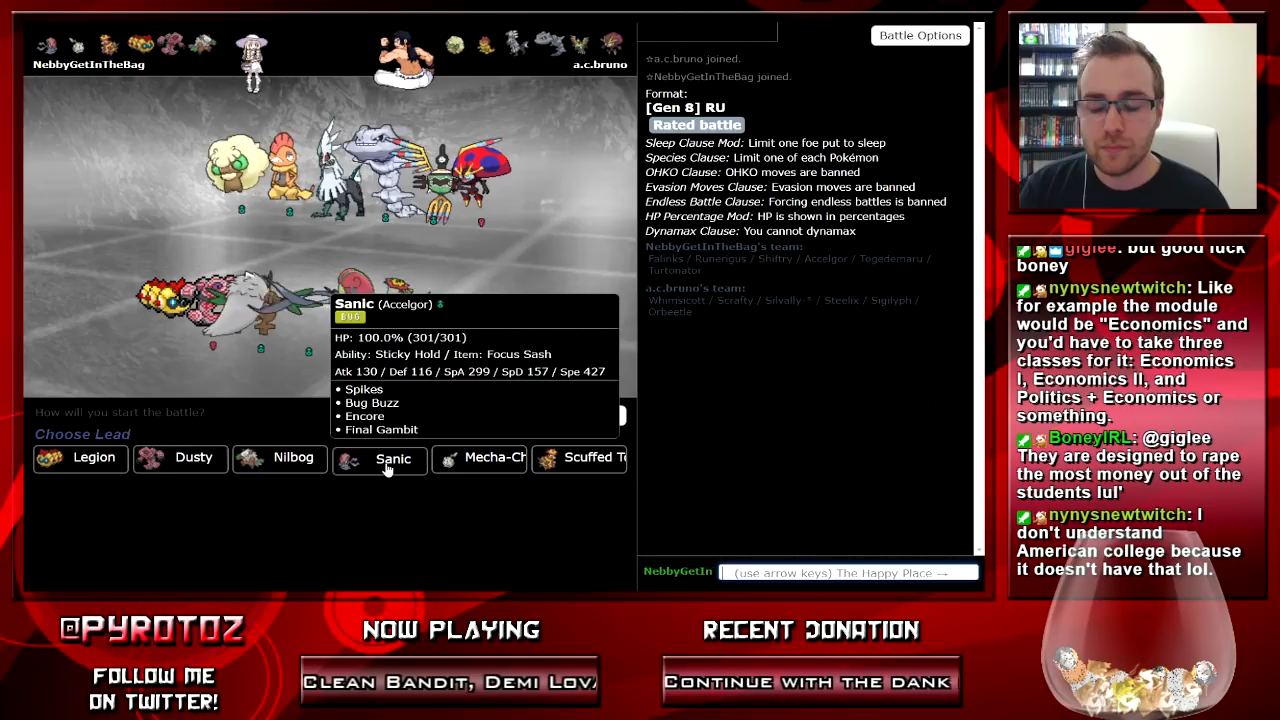 NebbyGetInTheBag
a.c.bruno
Battle Options
☆a.c.bruno joined.
☆NebbyGetInTheBag joined.
Format:
[Gen 8] RU
Rated battle
Sleep Clause Mod: Limit one foe put to sleep
Species Clause: Limit one of each Pokémon
OHKO Clause: OHKO moves are banned
Evasion Moves Clause: Evasion moves are banned
Endless Battle Clause: Forcing endless battles is banned
HP Percentage Mod: HP is shown in percentages
Dynamax Clause: You cannot dynamax
NebbyGetInTheBag's team:
Falinks / Runerigus / Shiftry / Accelgor / Togedemaru /
Turtonator
a.c.bruno's team:
Whimsicott / Scrafty / Silvally-* / Steelix / Sigilyph /
Orbeetle
Sanic (Accelgor)
BUG
HP: 100.0% (301/301)
Ability: Sticky Hold / Item: Focus Sash
Atk 130 / Def 116 / SpA 299 / SpD 157 / Spe 427
• Spikes
• Bug Buzz
• Encore
• Final Gambit
How will you start the battle?
Choose Lead
Legion
Dusty
Nilbog
Sanic
Mecha-Ch
Scuffed T
NebbyGetIn
(use arrow keys) The Happy Place →
giglee: but good luck
boney
nynysnewtwitch: Like
for example the module
would be "Economics" and
you'd have to take three
classes for it: Economics
I, Economics II, and
Politics + Economics or
something.
BoneyIRL: @giglee
They are designed to rape
the most money out of the
students lul'
nynysnewtwitch: I
don't understand
American college because
it doesn't have that lol.
@PYROTOZ
FOLLOW ME
ON TWITTER!
NOW PLAYING
CLEAN BANDIT, DEMI LOVA
RECENT DONATION
CONTINUE WITH THE DANK